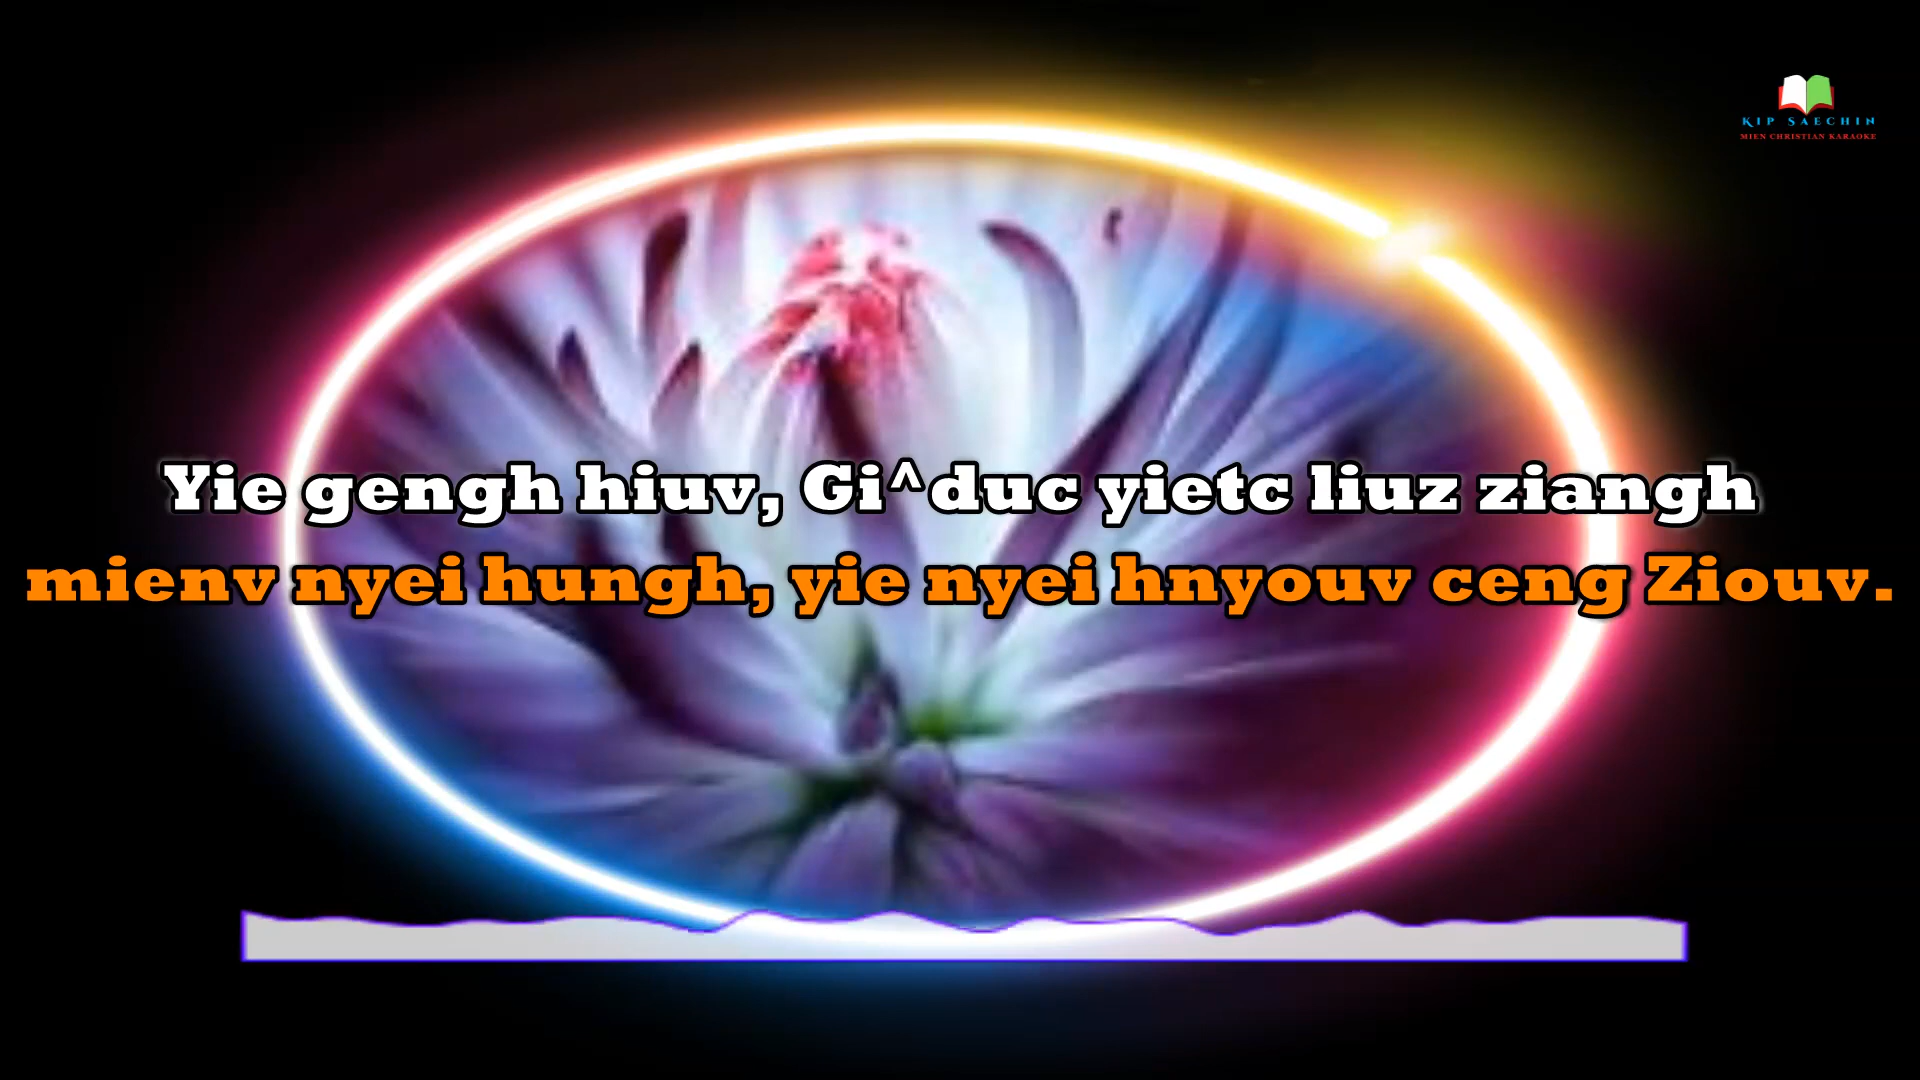 KIP SAECHIN
MIEN CHRISTIAN KARAOKE
Yie gengh hiuv, Gi^duc yietc liuz ziangh
mienv nyei hungh, yie nyei hnyouv ceng Ziouv.